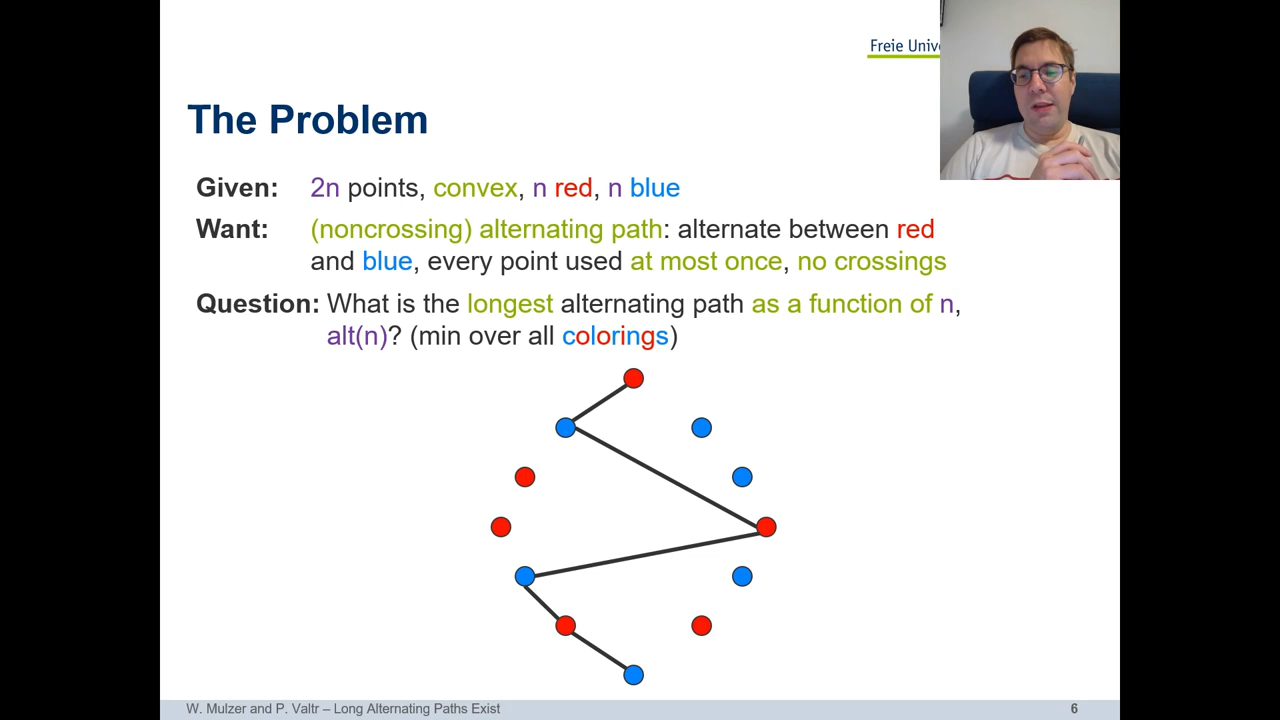 Freie
The Problem
Given: 2n points, convex, n red, n blue
Want: (noncrossing) alternating path: alternate between red
and blue, every point used at most once, no crossings
Question: What is the longest alternating path as a function of n,
alt(n)? (min over all colorings)
W. Mulzer and P. Valtr – Long Alternating Paths Exist 6